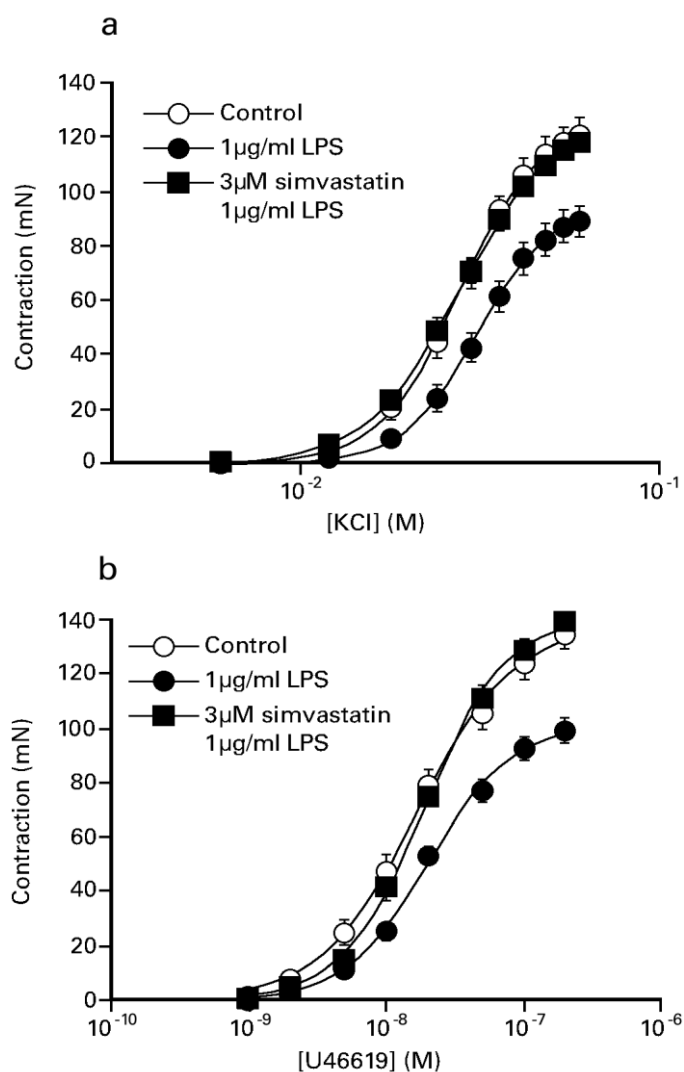 a
140
120
100
80
60
40
20
0
Contraction (mN)
Control
1µg/ml LPS
3µM simvastatin
1µg/ml LPS
10-2
10-1
[KCl] (M)
b
140
120
100
80
60
40
20
0
Contraction (mN)
Control
1µg/ml LPS
3µM simvastatin
1µg/ml LPS
10-10
10-9
10-8
10-7
10-6
[U46619] (M)